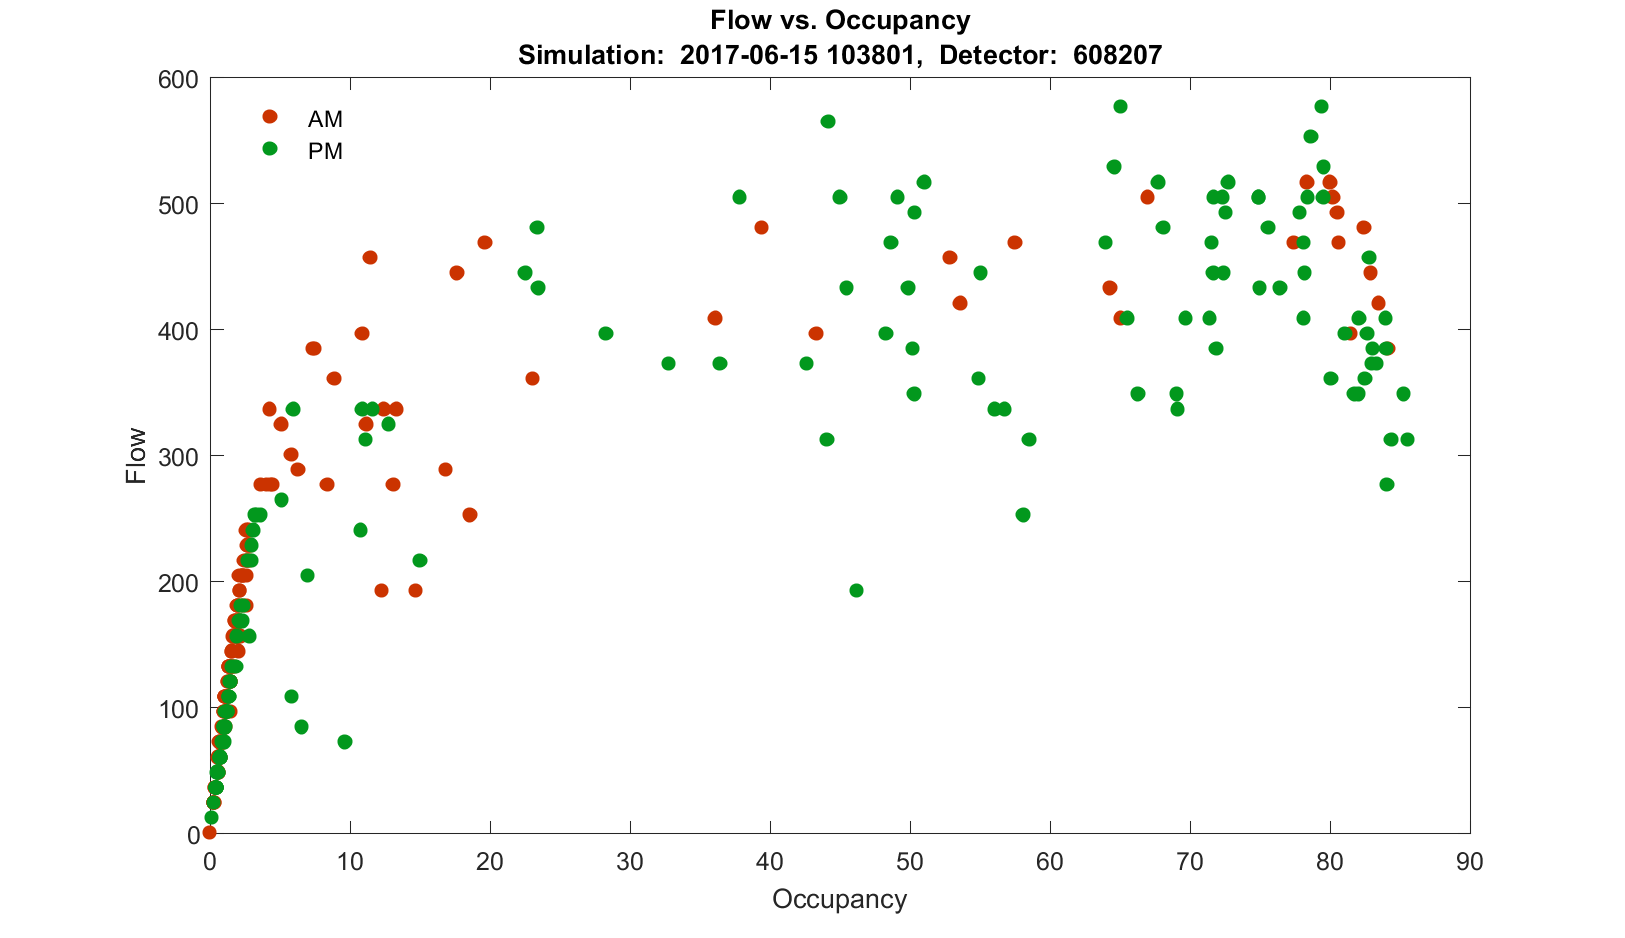 Flow vs. Occupancy
Simulation:  2017-06-15 103801,  Detector:  608207
600
500
400
300
200
100
0
AM
PM
Flow
0 10 20 30 40 50 60 70 80 90
Occupancy